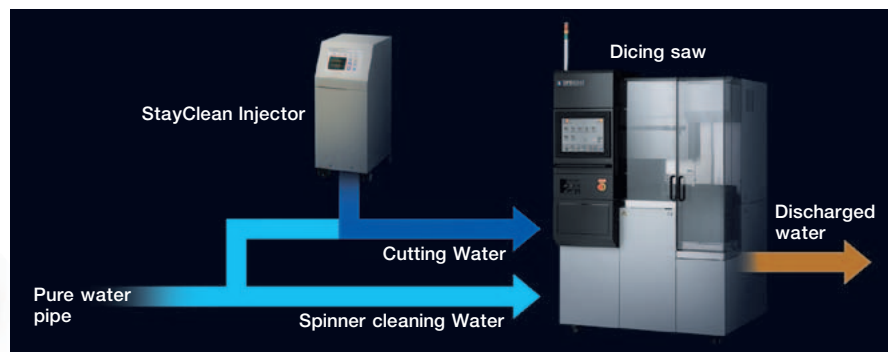 Dicing saw
StayClean Injector
Discharged
water
Cutting Water
Pure water
pipe
Spinner cleaning Water